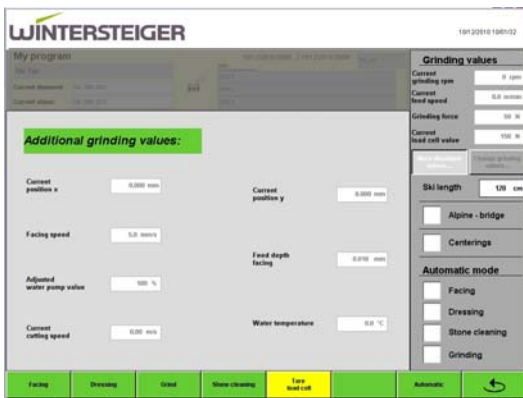 WINTERSTEIGER
My program
Additional grinding values:
Current position x
0.000 mm
Current position y
0.000 mm
Facing speed
5.0 mm/s
Feed depth facing
0.010 mm
Adjusted water pump value
100 %
Current cutting speed
0.00 m/s
Water temperature
0.0 °C
Grinding values
Current grinding rpm
0 rpm
Current feed speed
0.0 m/min
Grinding force
50 N
Current load cell value
150 N
Ski length
120 cm
Alpine - bridge
Centerings
Automatic mode
Facing
Dressing
Stone cleaning
Grinding
Facing
Dressing
Grind
Stone cleaning
Tare load cell
Automatic